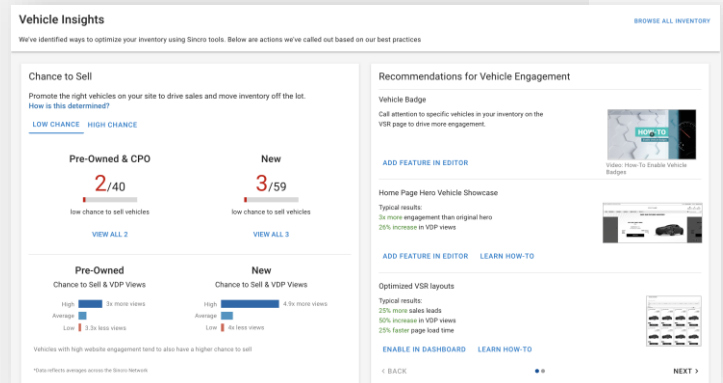 Vehicle Insights
BROWSE ALL INVENTORY
We've identified ways to optimize your inventory using Sincro tools. Below are actions we've called out based on our best practices
Chance to Sell
Promote the right vehicles on your site to drive sales and move inventory off the lot.
How is this determined?
LOW CHANCE HIGH CHANCE
Pre-Owned & CPO
2/40
low chance to sell vehicles
VIEW ALL 2
New
3/59
low chance to sell vehicles
VIEW ALL 3
Pre-Owned
Chance to Sell & VDP Views
High 3x more views
Average
Low 3.3x less views
New
Chance to Sell & VDP Views
High 4.9x more views
Average
Low 4x less views
Vehicles with high website engagement tend to also have a higher chance to sell
*Data reflects averages across the Sincro Network
Recommendations for Vehicle Engagement
Vehicle Badge
Call attention to specific vehicles in your inventory on the
VSR page to drive more engagement.
HOW-TO
Video: How-To Enable Vehicle
Badges
ADD FEATURE IN EDITOR
Home Page Hero Vehicle Showcase
Typical results:
3x more engagement than original hero
26% increase in VDP views
ADD FEATURE IN EDITOR LEARN HOW-TO
Optimized VSR layouts
Typical results:
25% more sales leads
50% increase in VDP views
25% faster page load time
ENABLE IN DASHBOARD LEARN HOW-TO
< BACK
NEXT >